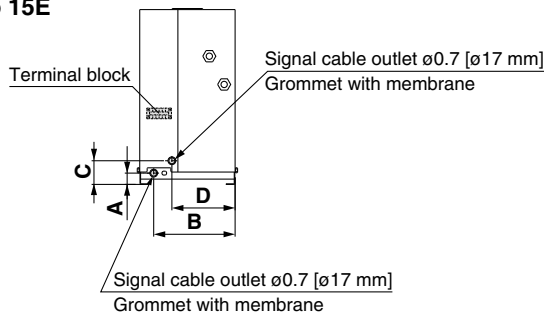 15E
Signal cable outlet ø0.7 [ø17 mm]
Grommet with membrane
Terminal block
C
A
D
B
Signal cable outlet ø0.7 [ø17 mm]
Grommet with membrane